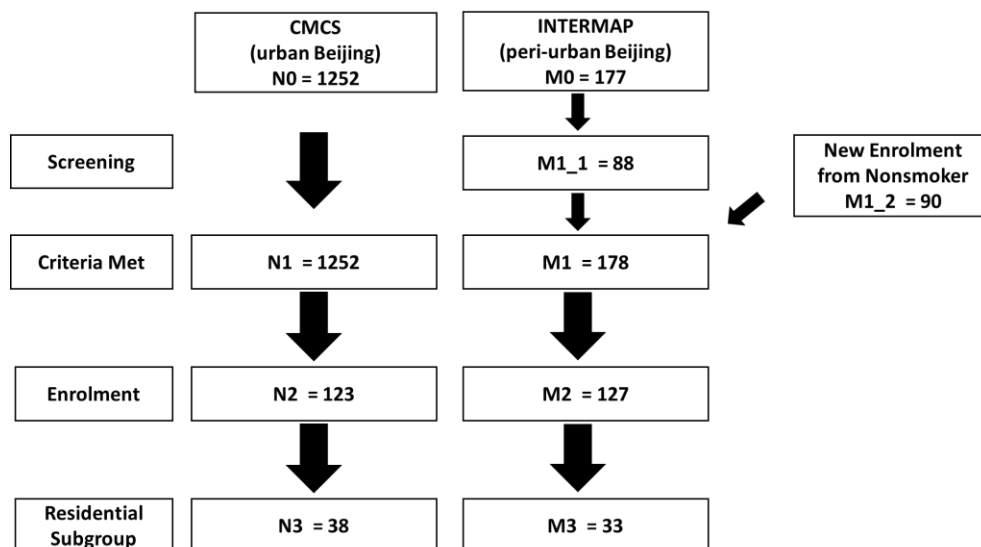 CMCS
(urban Beijing)
N0 = 1252
INTERMAP
(peri-urban Beijing)
M0 = 177
Screening
M1_1 = 88
New Enrolment
from Nonsmoker
M1_2 = 90
Criteria Met
N1 = 1252
M1 = 178
Enrolment
N2 = 123
M2 = 127
Residential
Subgroup
N3 = 38
M3 = 33